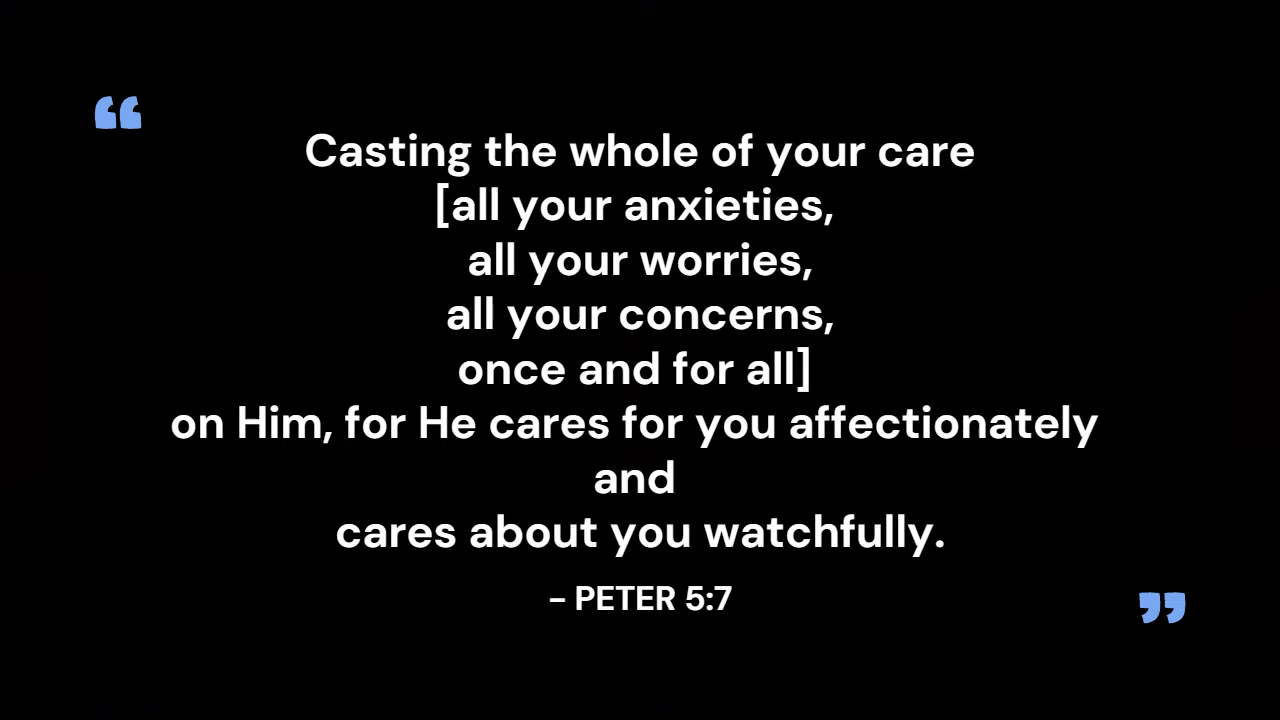 “
Casting the whole of your care
[all your anxieties,
all your worries,
all your concerns,
once and for all]
on Him, for He cares for you affectionately
and
cares about you watchfully.
– PETER 5:7
”